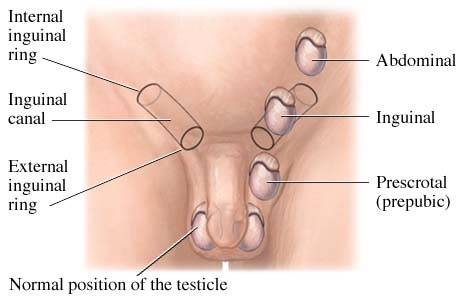 Internal
inguinal
ring
Abdominal
Inguinal
canal
Inguinal
External
inguinal
ring
Prescrotal
(prepubic)
Normal position of the testicle